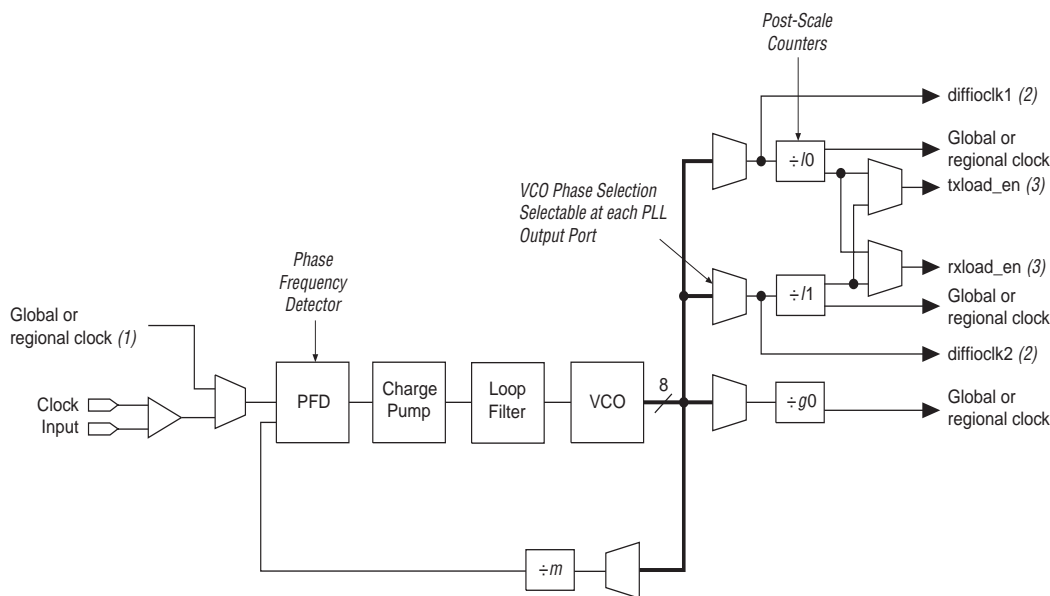 Post-Scale
Counters
diffioclk1 (2)
Global or
regional clock
÷l0
txload_en (3)
VCO Phase Selection
Selectable at each PLL
Output Port
rxload_en (3)
Phase
Frequency
Detector
÷l1
Global or
regional clock
Global or
regional clock (1)
diffioclk2 (2)
8
PFD
Charge
Pump
Loop
Filter
VCO
÷g0
Global or
regional clock
Clock
Input
÷m